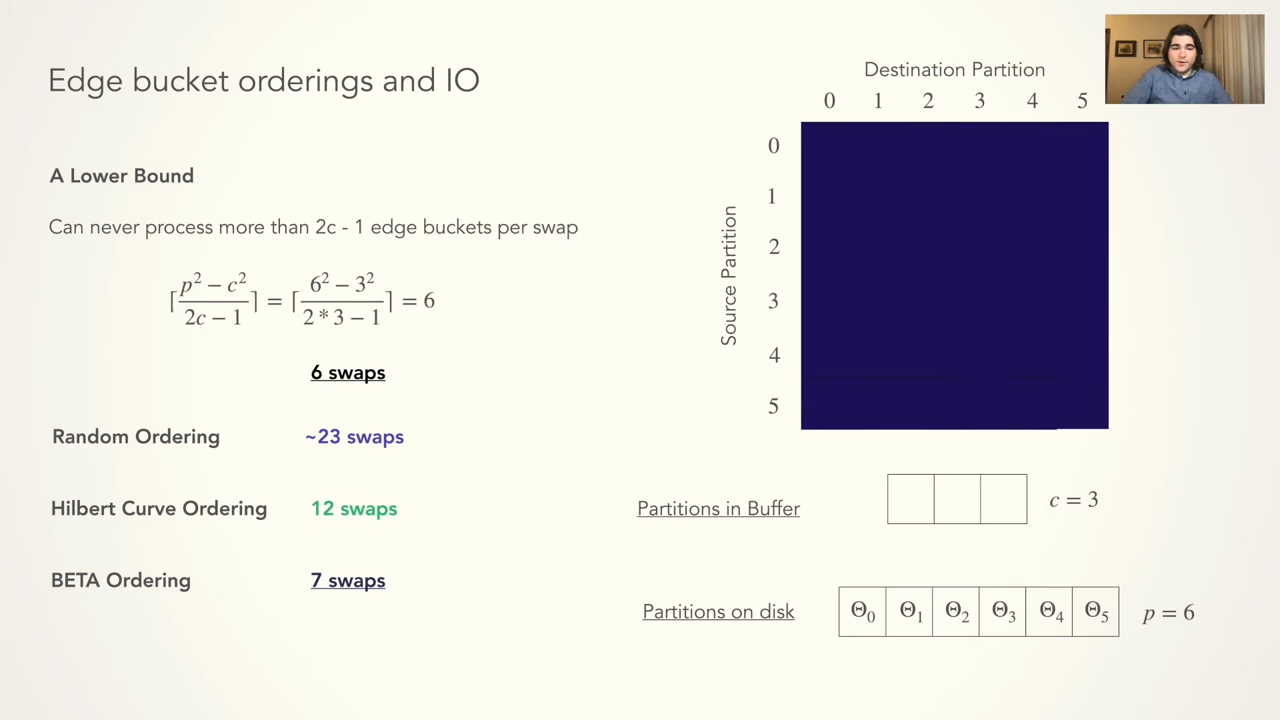 Edge bucket orderings and IO
A Lower Bound
Can never process more than 2c - 1 edge buckets per swap
⌈(p² − c²)/(2c − 1)⌉ = ⌈(6² − 3²)/(2 * 3 − 1)⌉ = 6
6 swaps
Random Ordering ~23 swaps
Hilbert Curve Ordering 12 swaps
BETA Ordering 7 swaps
Destination Partition
0 1 2 3 4 5
Source Partition
0
1
2
3
4
5
Partitions in Buffer c = 3
Partitions on disk Θ₀ Θ₁ Θ₂ Θ₃ Θ₄ Θ₅ p = 6